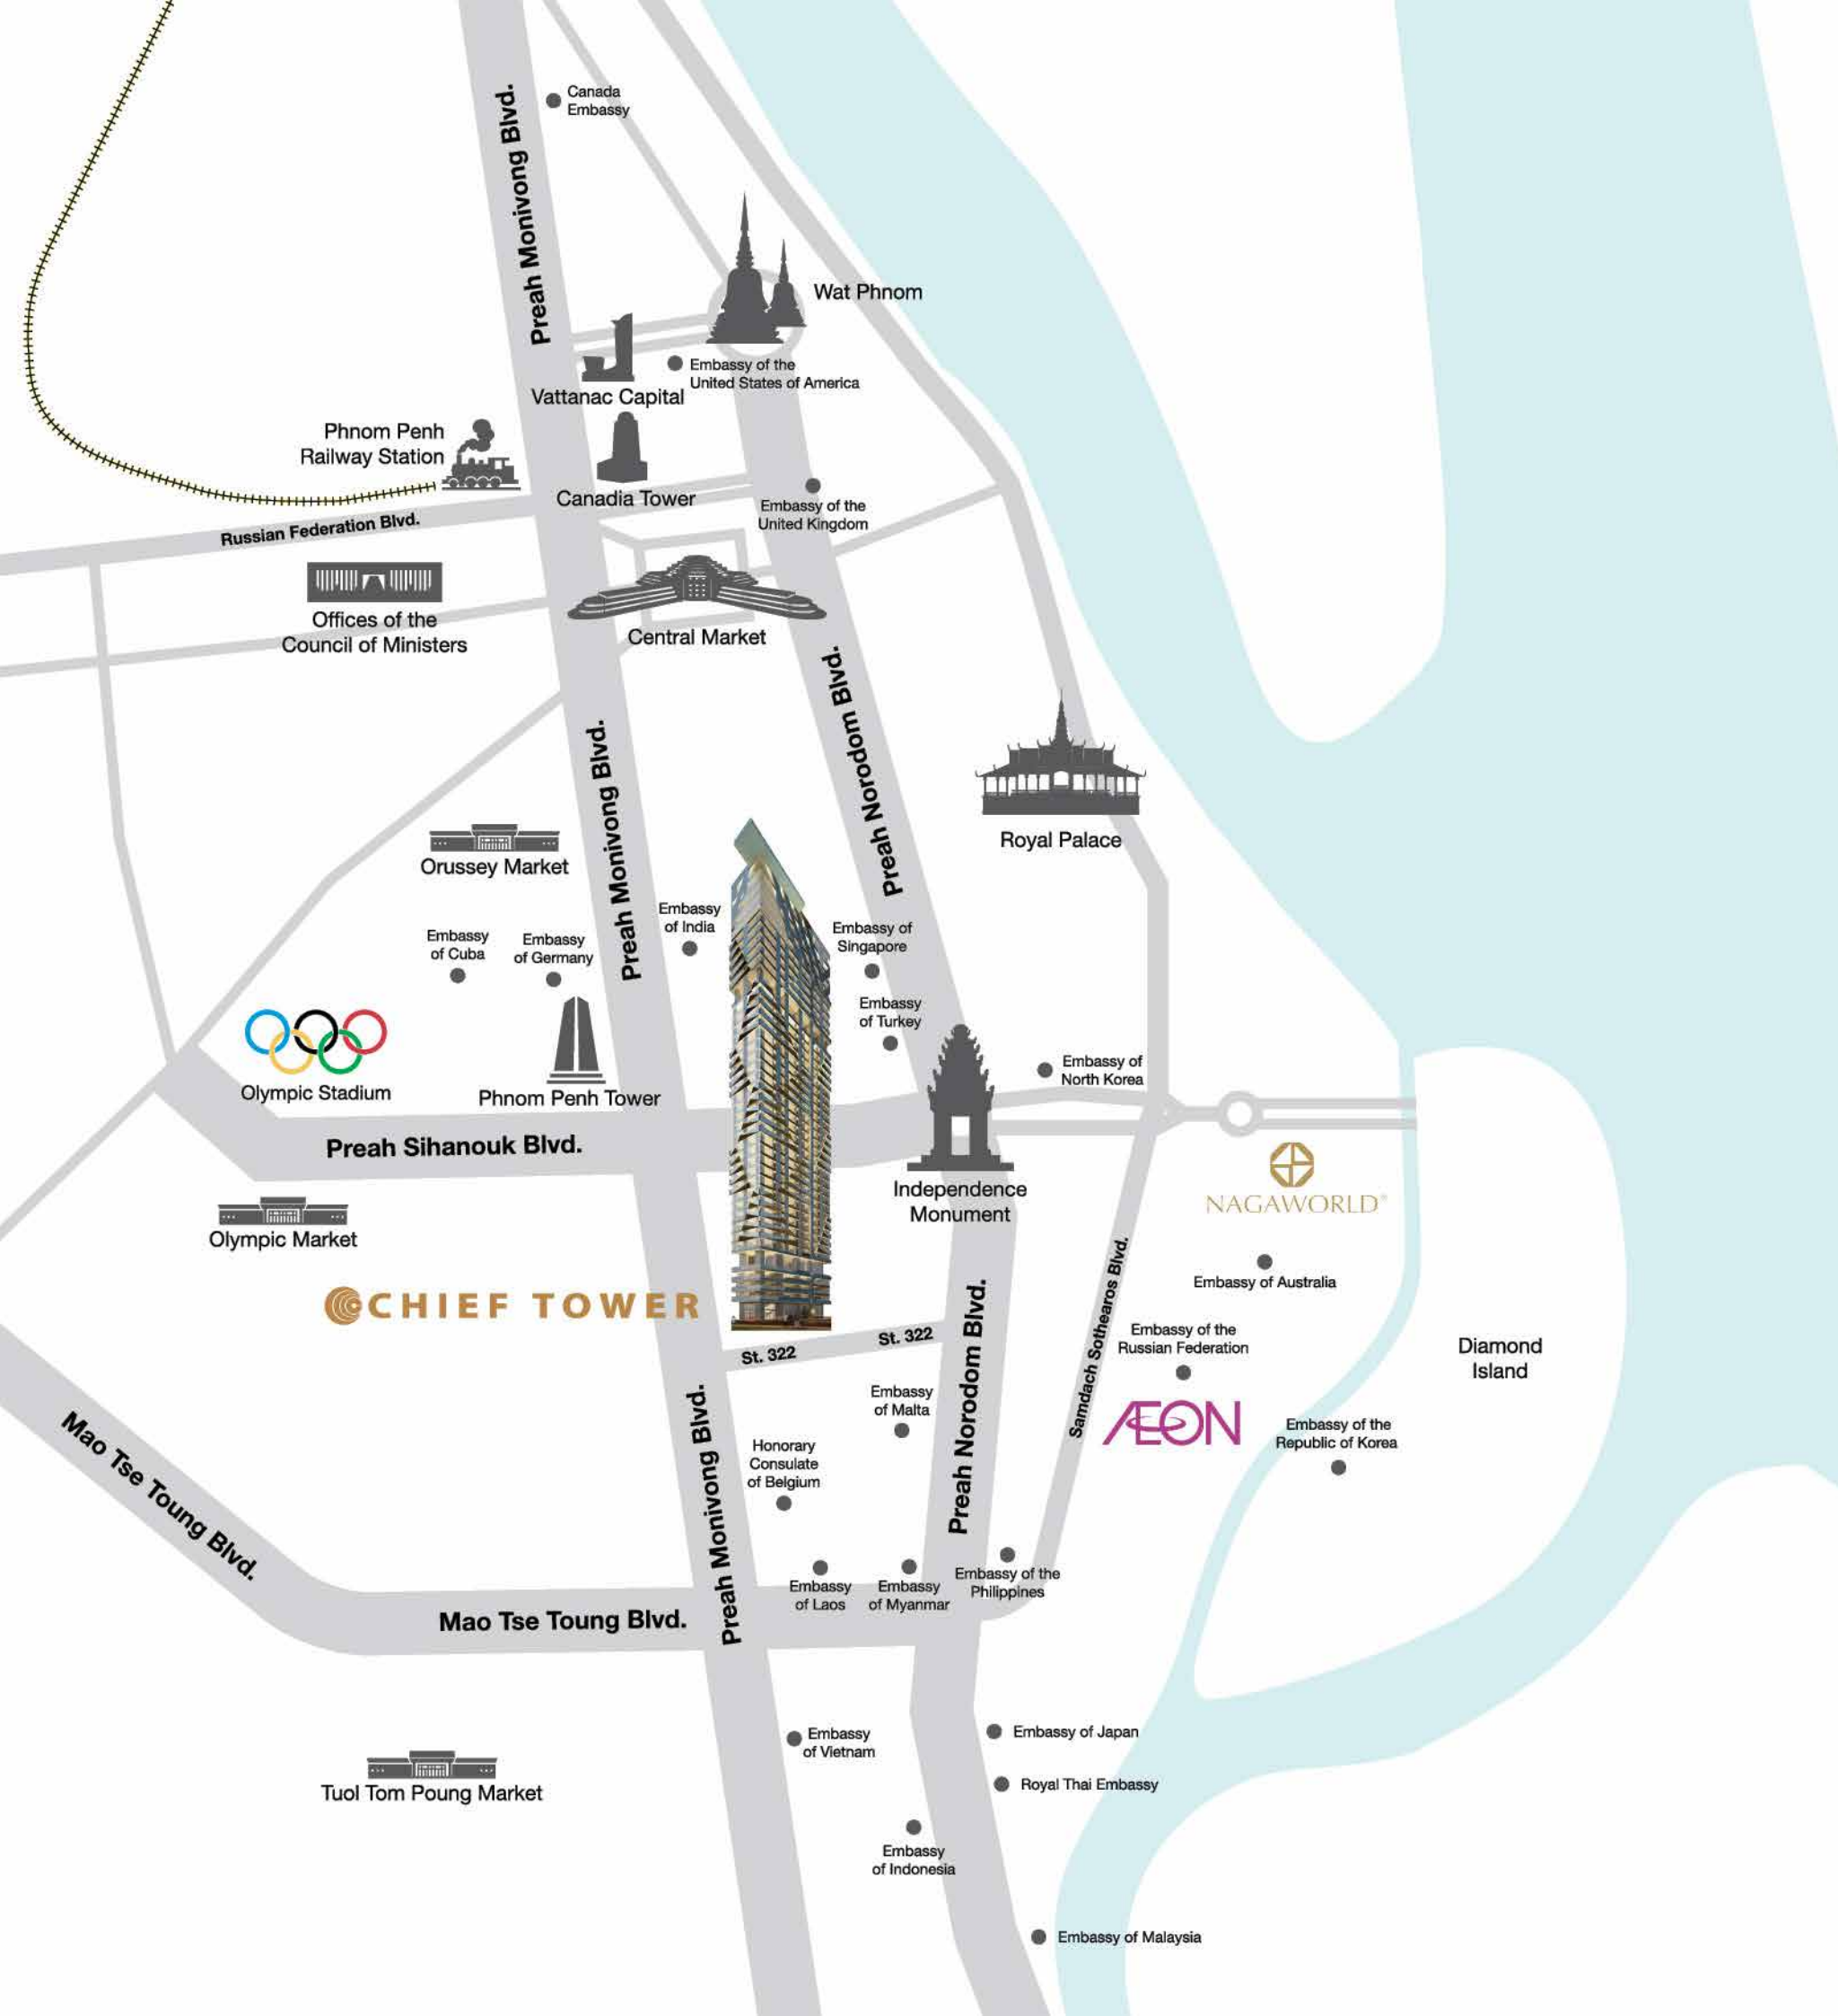 Canada
Embassy
Preah Monivong Blvd.
Wat Phnom
Embassy of the
United States of America
Vattanac Capital
Phnom Penh
Railway Station
Canadia Tower
Embassy of the
United Kingdom
Russian Federation Blvd.
Offices of the
Council of Ministers
Central Market
Preah Norodom Blvd.
Preah Monivong Blvd.
Royal Palace
Orussey Market
Embassy
of India
Embassy of
Singapore
Embassy
of Cuba
Embassy
of Germany
Embassy
of Turkey
Embassy of
North Korea
Olympic Stadium
Phnom Penh Tower
Preah Sihanouk Blvd.
Independence
Monument
NAGAWORLD®
Olympic Market
Embassy of Australia
CHIEF TOWER
Samdach Sothearos Blvd.
Embassy of the
Russian Federation
Diamond
Island
St. 322
St. 322
Preah Norodom Blvd.
AEON
Embassy of the
Republic of Korea
Embassy
of Malta
Honorary
Consulate
of Belgium
Preah Monivong Blvd.
Mao Tse Toung Blvd.
Embassy
of Laos
Embassy
of Myanmar
Embassy of the
Philippines
Mao Tse Toung Blvd.
Embassy
of Vietnam
Embassy of Japan
Royal Thai Embassy
Tuol Tom Poung Market
Embassy
of Indonesia
Embassy of Malaysia